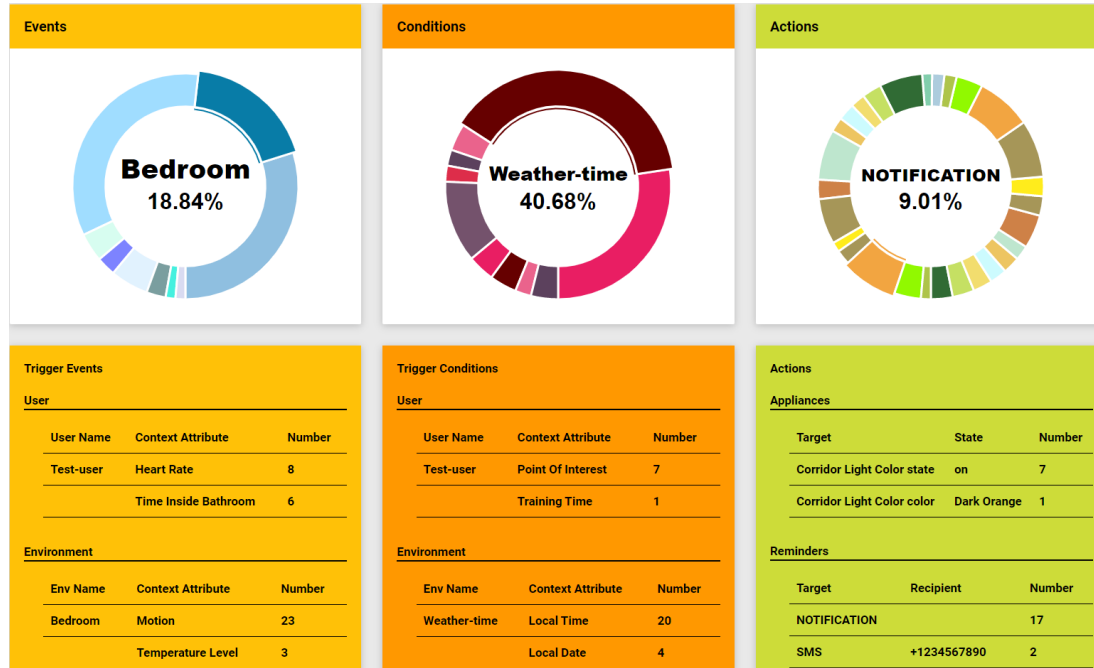 Events
Bedroom
18.84%
Conditions
Weather-time
40.68%
Actions
NOTIFICATION
9.01%
Trigger Events
User
User Name Context Attribute Number
Test-user Heart Rate 8
Time Inside Bathroom 6
Environment
Env Name Context Attribute Number
Bedroom Motion 23
Temperature Level 3
Trigger Conditions
User
User Name Context Attribute Number
Test-user Point Of Interest 7
Training Time 1
Environment
Env Name Context Attribute Number
Weather-time Local Time 20
Local Date 4
Actions
Appliances
Target State Number
Corridor Light Color state on 7
Corridor Light Color color Dark Orange 1
Reminders
Target Recipient Number
NOTIFICATION 17
SMS +1234567890 2